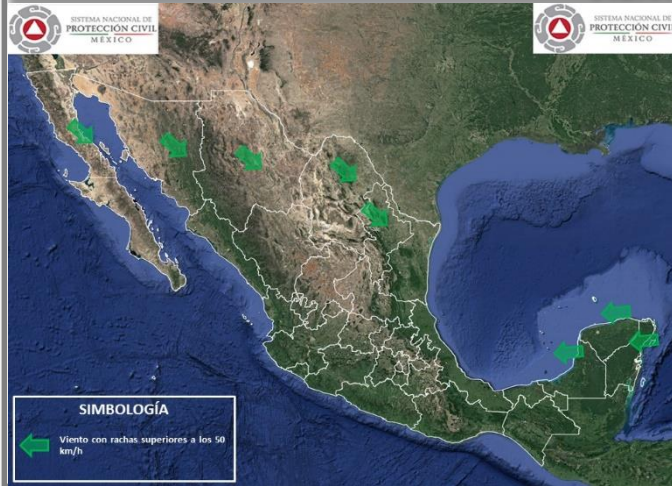 SISTEMA NACIONAL DE
PROTECCIÓN CIVIL
MÉXICO
SISTEMA NACIONAL DE
PROTECCIÓN CIVIL
MÉXICO
SIMBOLOGÍA
Viento con rachas superiores a los 50
km/h